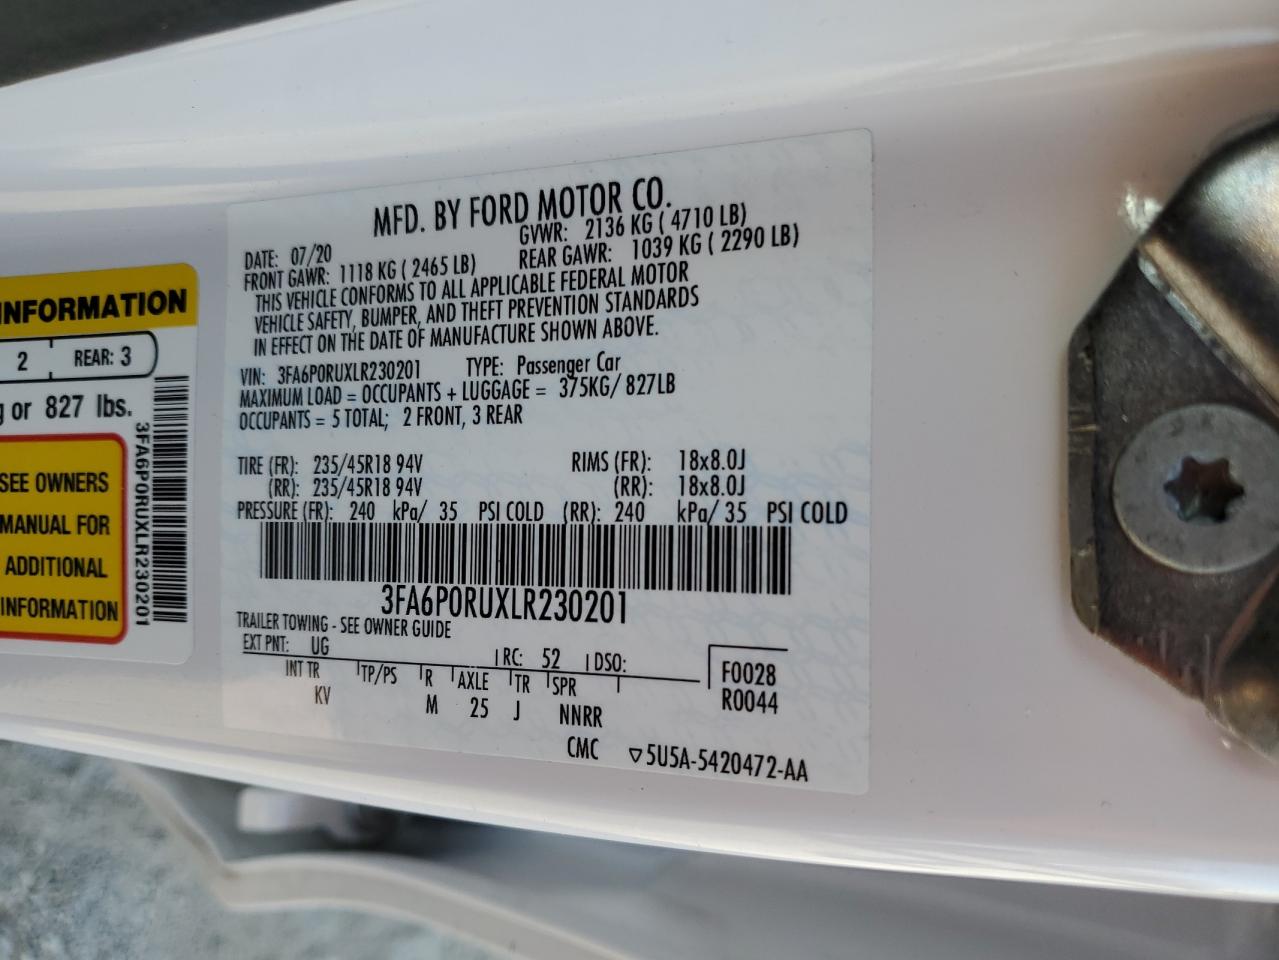 INFORMATION
2 REAR: 3
or 827 lbs.
SEE OWNERS
MANUAL FOR
ADDITIONAL
INFORMATION
3FA6P0RUXLR230201
MFD. BY FORD MOTOR CO.
DATE: 07/20 GVWR: 2136 KG ( 4710 LB)
FRONT GAWR: 1118 KG ( 2465 LB) REAR GAWR: 1039 KG ( 2290 LB)
THIS VEHICLE CONFORMS TO ALL APPLICABLE FEDERAL MOTOR
VEHICLE SAFETY, BUMPER, AND THEFT PREVENTION STANDARDS
IN EFFECT ON THE DATE OF MANUFACTURE SHOWN ABOVE.
VIN: 3FA6P0RUXLR230201 TYPE: Passenger Car
MAXIMUM LOAD = OCCUPANTS + LUGGAGE = 375KG/ 827LB
OCCUPANTS = 5 TOTAL; 2 FRONT, 3 REAR
TIRE (FR): 235/45R18 94V RIMS (FR): 18x8.0J
(RR): 235/45R18 94V (RR): 18x8.0J
PRESSURE (FR): 240 kPa/ 35 PSI COLD (RR): 240 kPa/ 35 PSI COLD
3FA6P0RUXLR230201
TRAILER TOWING - SEE OWNER GUIDE
EXT PNT: UG RC: 52 DSO: F0028
INT TR TP/PS R AXLE TR SPR R0044
KV M 25 J NNRR
CMC ▽5U5A-5420472-AA